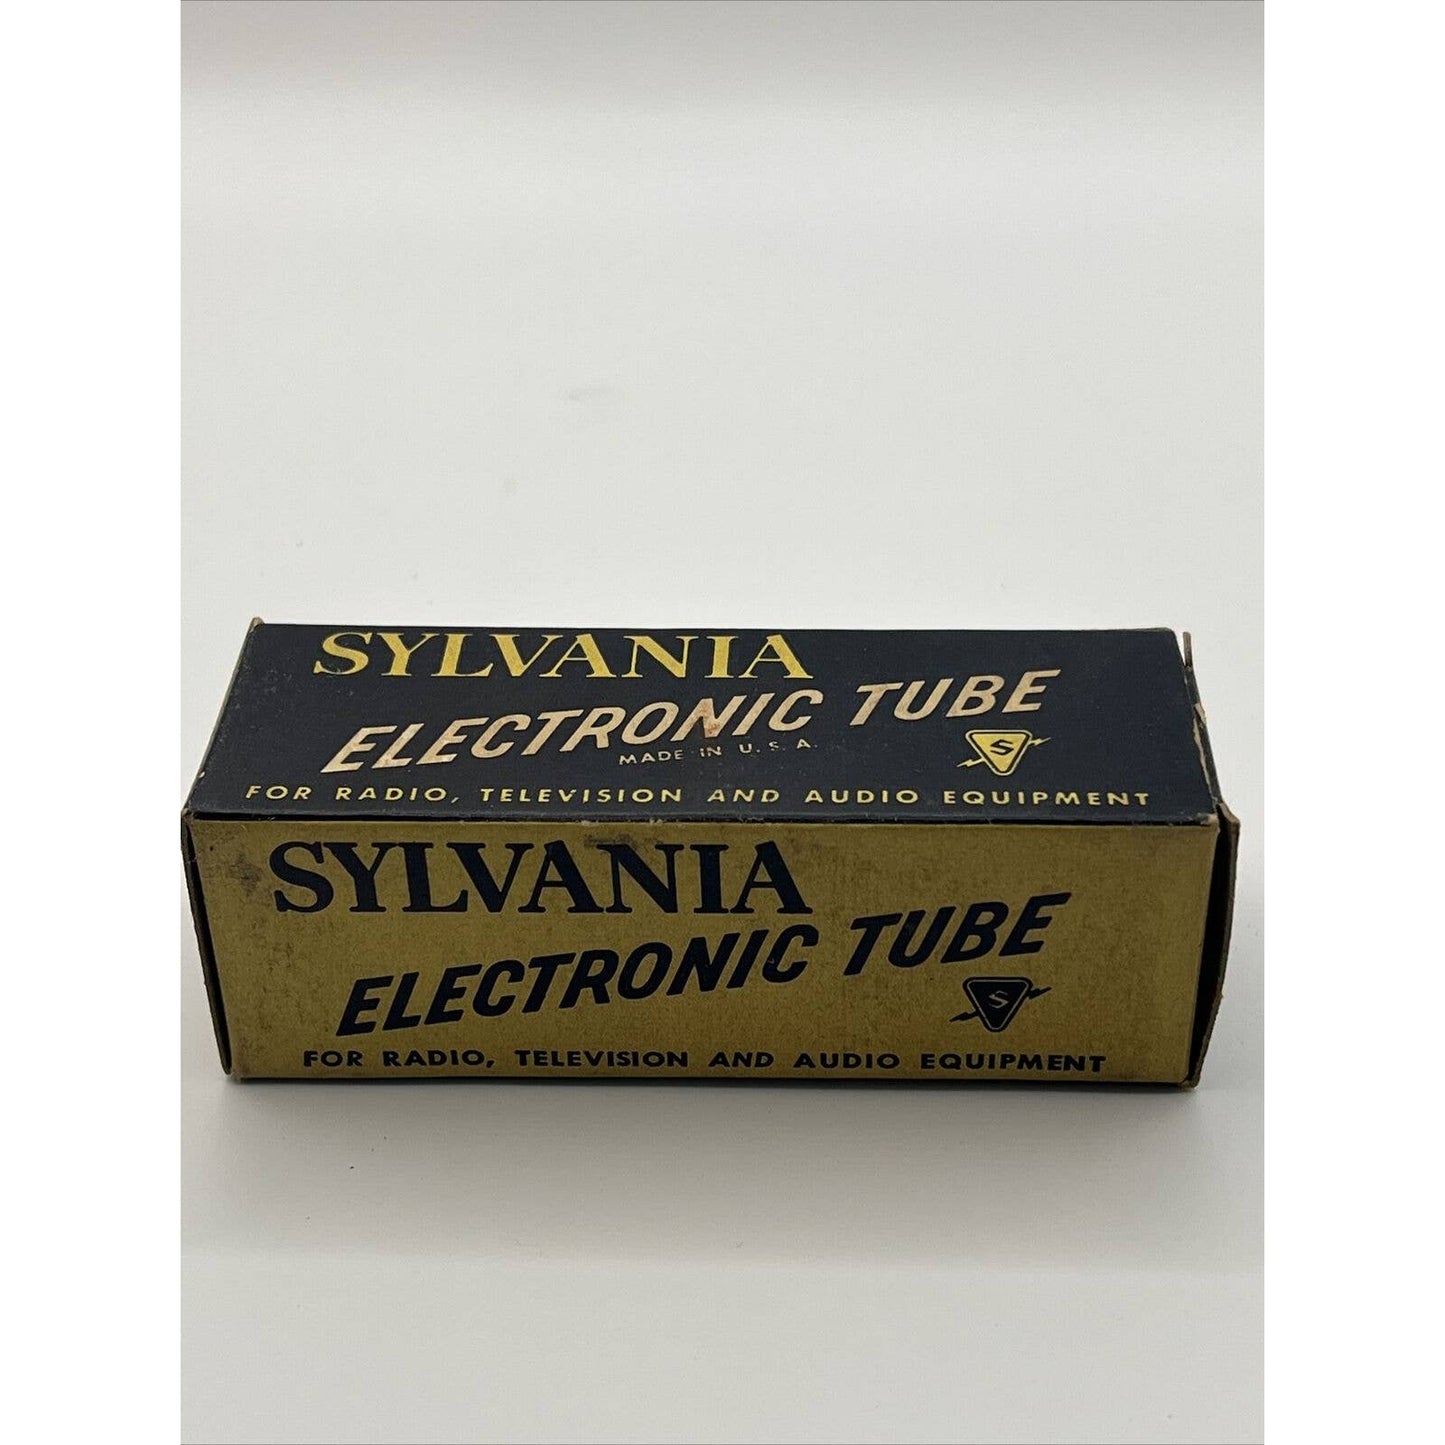 SYLVANIA
ELECTRONIC TUBE
MADE IN U.S.A.
S
FOR RADIO, TELEVISION AND AUDIO EQUIPMENT
SYLVANIA
ELECTRONIC TUBE
S
FOR RADIO, TELEVISION AND AUDIO EQUIPMENT